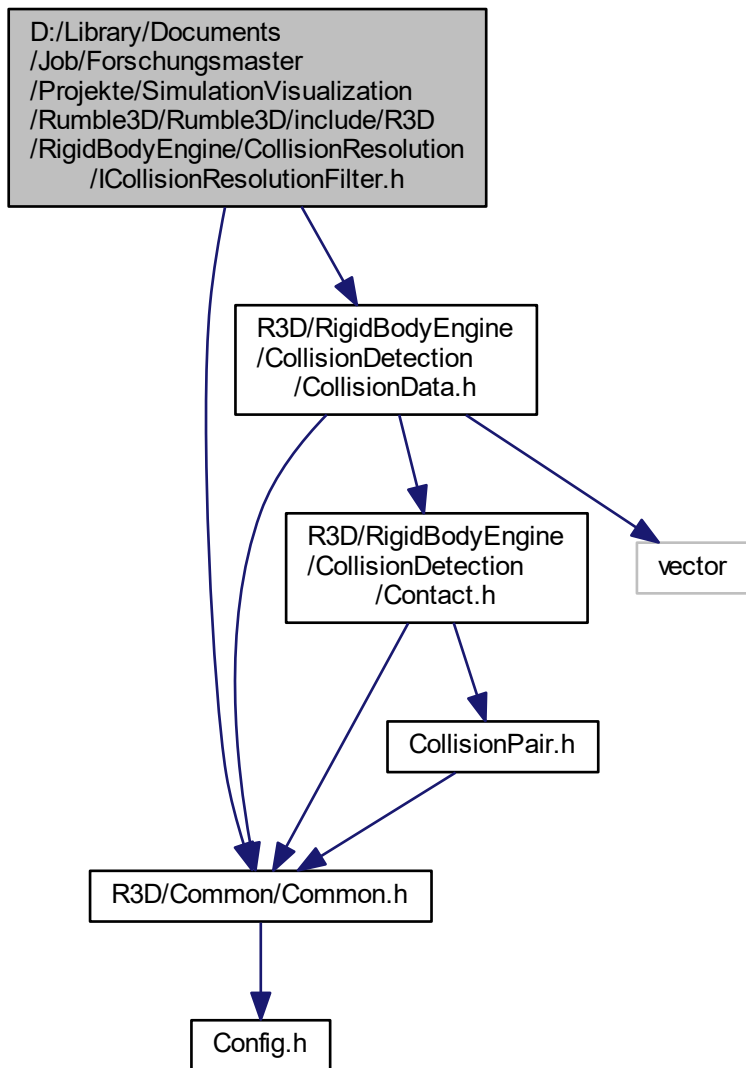 D:/Library/Documents
/Job/Forschungsmaster
/Projekte/SimulationVisualization
/Rumble3D/Rumble3D/include/R3D
/RigidBodyEngine/CollisionResolution
/ICollisionResolutionFilter.h
R3D/RigidBodyEngine
/CollisionDetection
/CollisionData.h
R3D/RigidBodyEngine
/CollisionDetection
/Contact.h
vector
CollisionPair.h
R3D/Common/Common.h
Config.h